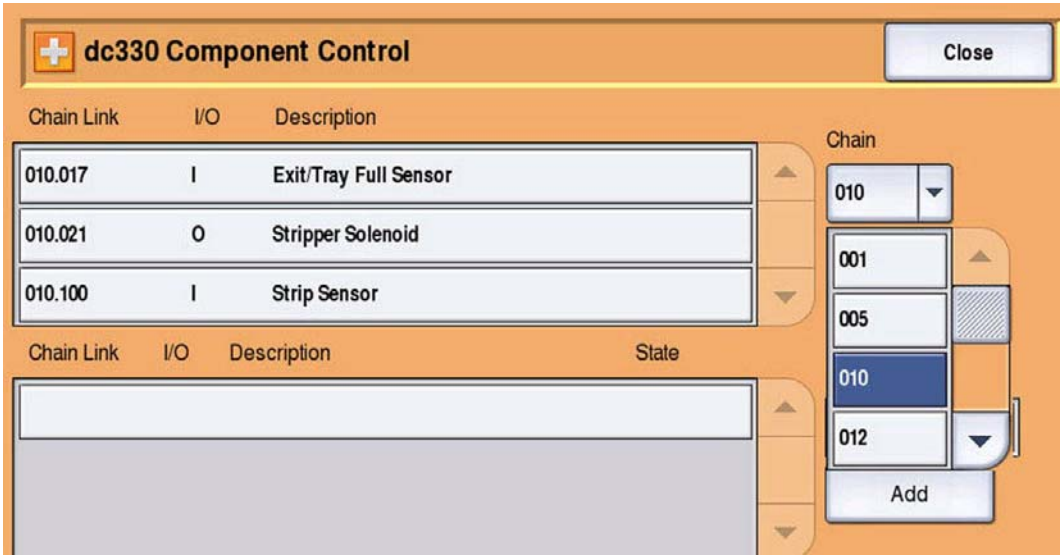 dc330 Component Control
Close
Chain Link I/O Description
010.017 I Exit/Tray Full Sensor
010.021 O Stripper Solenoid
010.100 I Strip Sensor
Chain
010
001
005
010
012
Add
Chain Link I/O Description State